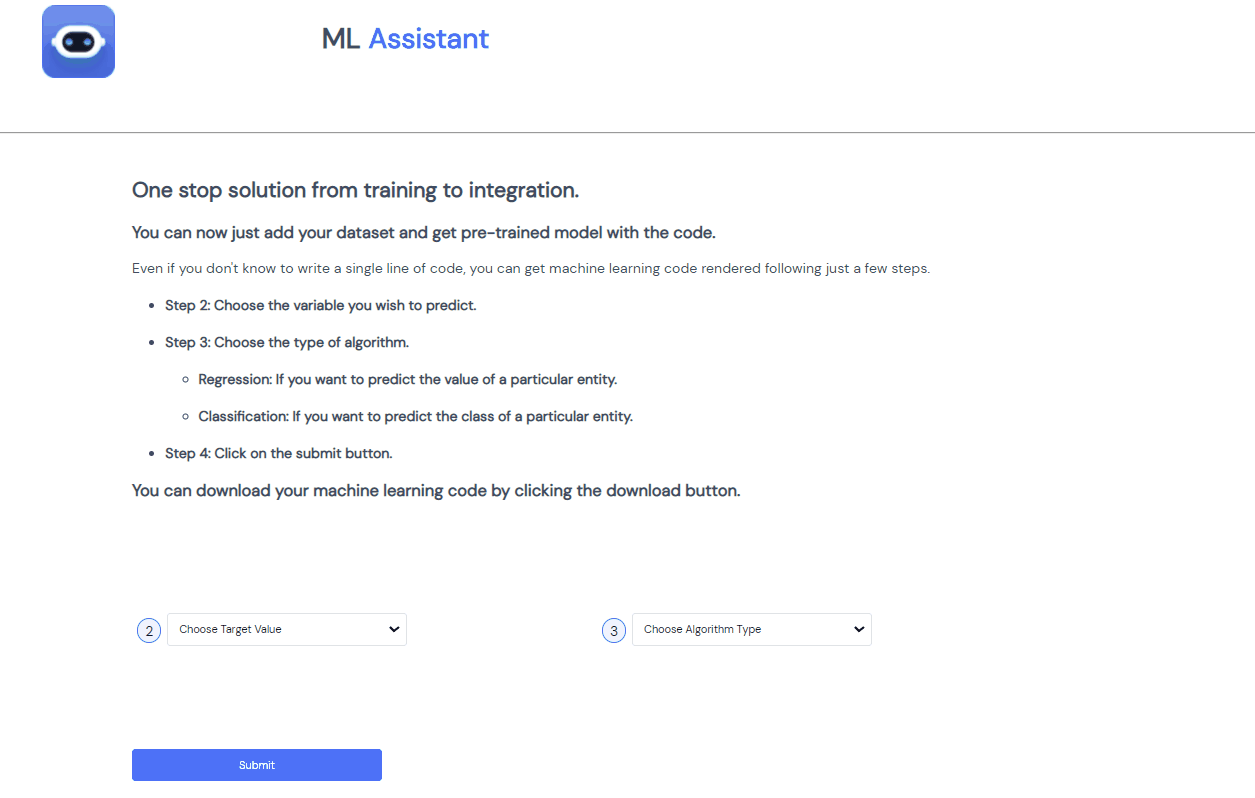 ML Assistant
One stop solution from training to integration.
You can now just add your dataset and get pre-trained model with the code.
Even if you don't know to write a single line of code, you can get machine learning code rendered following just a few steps.
Step 2: Choose the variable you wish to predict.
Step 3: Choose the type of algorithm.
Regression: If you want to predict the value of a particular entity.
Classification: If you want to predict the class of a particular entity.
Step 4: Click on the submit button.
You can download your machine learning code by clicking the download button.
2 Choose Target Value
3 Choose Algorithm Type
Submit